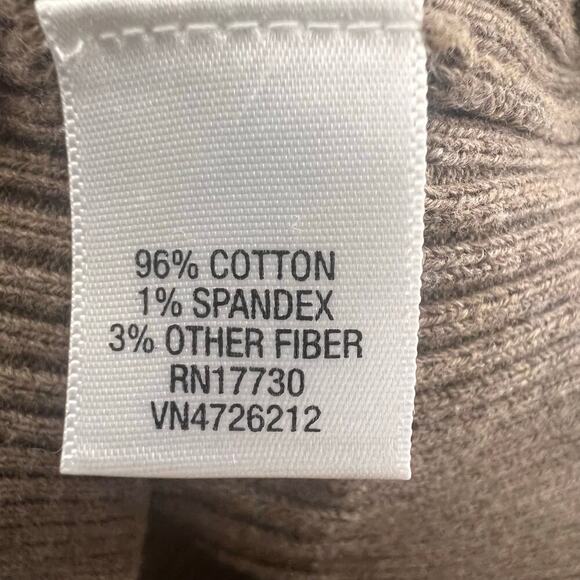 96% COTTON
1% SPANDEX
3% OTHER FIBER
RN17730
VN4726212